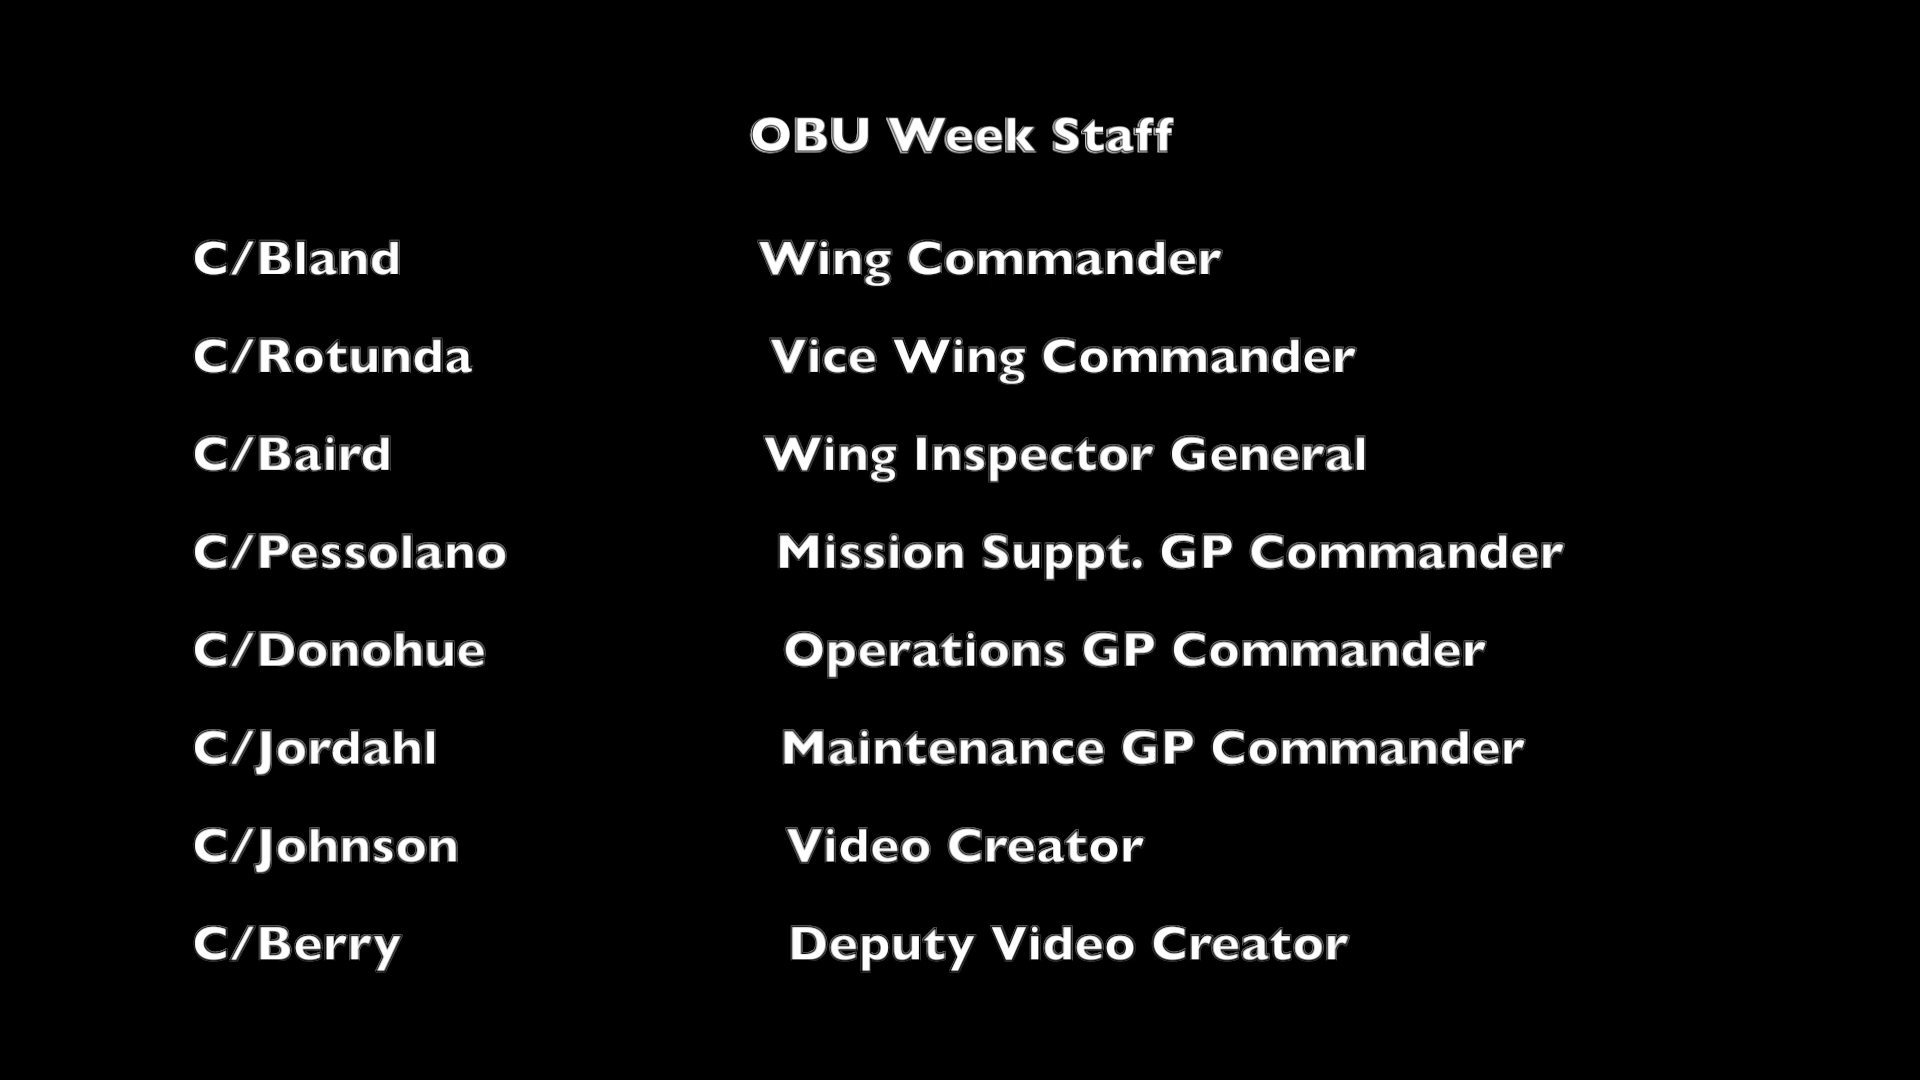 OBU Week Staff
C/Bland Wing Commander
C/Rotunda Vice Wing Commander
C/Baird Wing Inspector General
C/Pessolano Mission Suppt. GP Commander
C/Donohue Operations GP Commander
C/Jordahl Maintenance GP Commander
C/Johnson Video Creator
C/Berry Deputy Video Creator